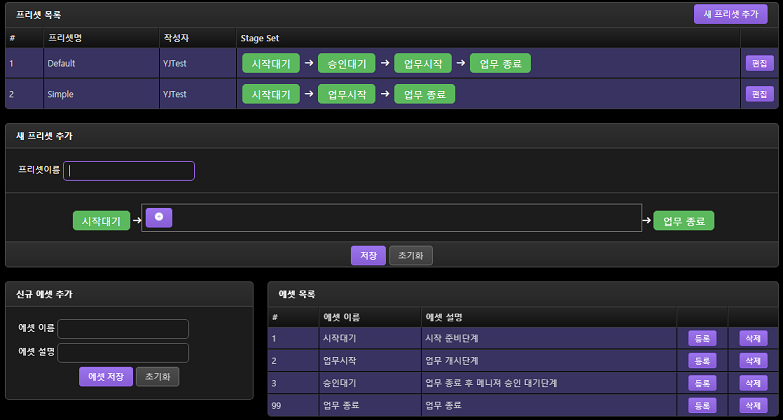 프리셋 목록 새 프리셋 추가
# 프리셋명 작성자 Stage Set
1 Default YJTest 시작대기 → 승인대기 → 업무시작 → 업무 종료 편집
2 Simple YJTest 시작대기 → 업무시작 → 업무 종료 편집
새 프리셋 추가
프리셋이름
시작대기 → → 업무 종료
저장 초기화
신규 에셋 추가
에셋 이름
에셋 설명
에셋 저장 초기화
에셋 목록
# 에셋 이름 에셋 설명
1 시작대기 시작 준비단계 등록 삭제
2 업무시작 업무 개시단계 등록 삭제
3 승인대기 업무 종료 후 메니져 승인 대기단계 등록 삭제
99 업무 종료 업무 종료 등록 삭제